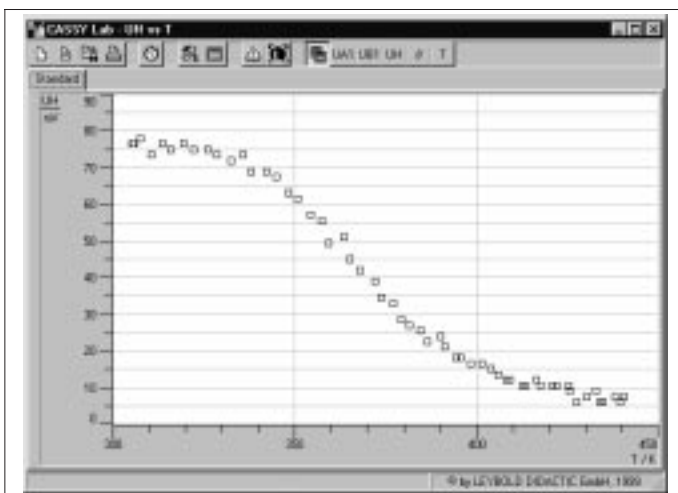 CASSY Lab - UH vs T
UA1 UB1 UH ϑ T
Standard
UH
mV
90
80
70
60
50
40
30
20
10
0
300 350 400 450
T / K
© by LEYBOLD DIDACTIC GmbH, 1999